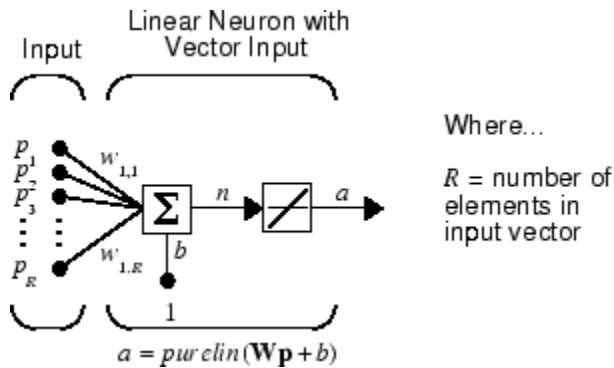 Linear Neuron with
Input Vector Input
p1
p2
p3
pR
w1,1
w1,R
Σ
n
a
b
1
a = purelin(Wp + b)
Where...
R = number of
elements in
input vector